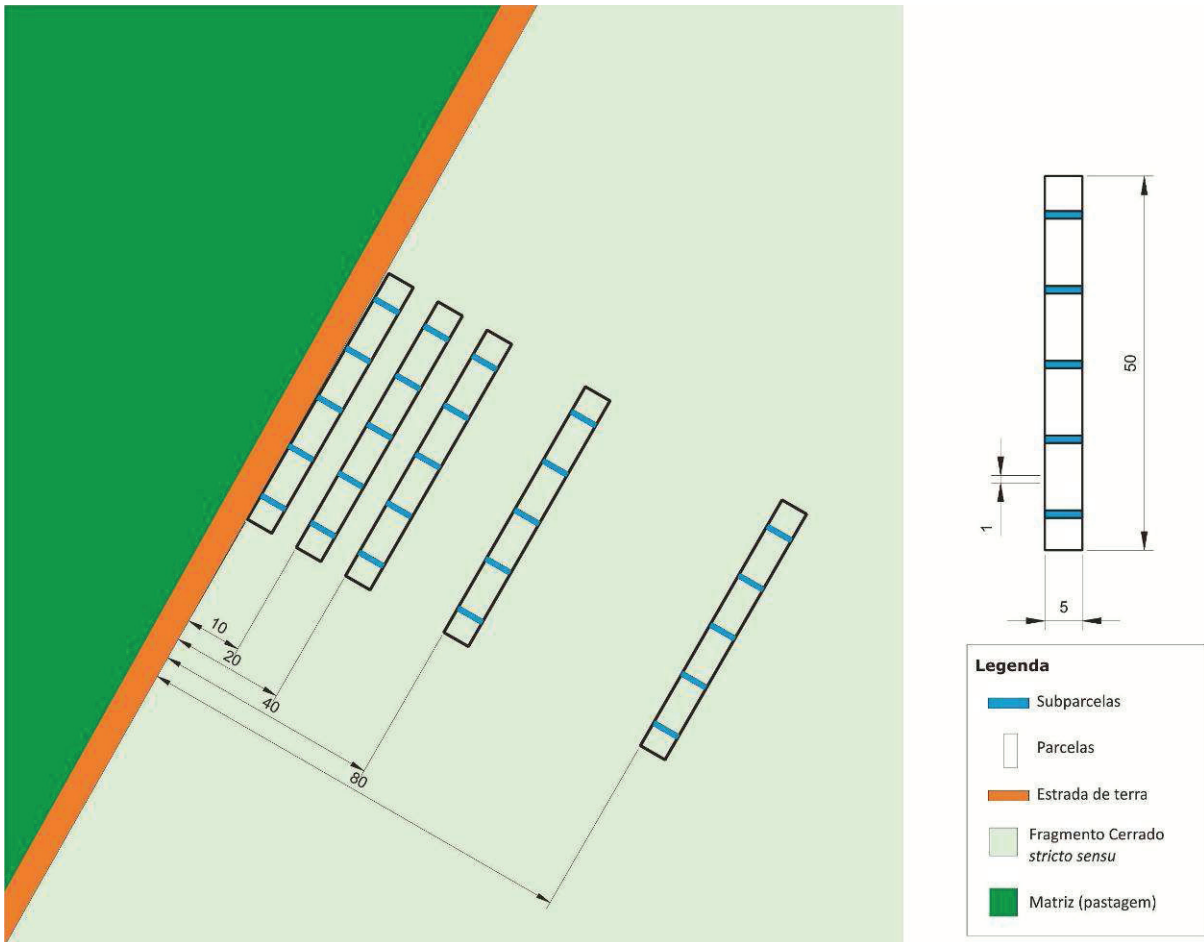 10
20
40
80
50
1
5
Legenda
Subparcelas
Parcelas
Estrada de terra
Fragmento Cerrado
stricto sensu
Matriz (pastagem)